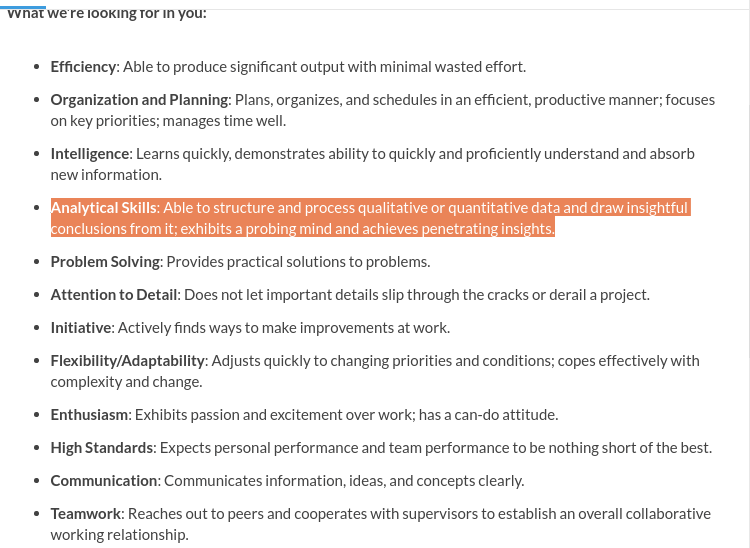 What we're looking for in you:
Efficiency: Able to produce significant output with minimal wasted effort.
Organization and Planning: Plans, organizes, and schedules in an efficient, productive manner; focuses
on key priorities; manages time well.
Intelligence: Learns quickly, demonstrates ability to quickly and proficiently understand and absorb
new information.
Analytical Skills: Able to structure and process qualitative or quantitative data and draw insightful
conclusions from it; exhibits a probing mind and achieves penetrating insights.
Problem Solving: Provides practical solutions to problems.
Attention to Detail: Does not let important details slip through the cracks or derail a project.
Initiative: Actively finds ways to make improvements at work.
Flexibility/Adaptability: Adjusts quickly to changing priorities and conditions; copes effectively with
complexity and change.
Enthusiasm: Exhibits passion and excitement over work; has a can-do attitude.
High Standards: Expects personal performance and team performance to be nothing short of the best.
Communication: Communicates information, ideas, and concepts clearly.
Teamwork: Reaches out to peers and cooperates with supervisors to establish an overall collaborative
working relationship.